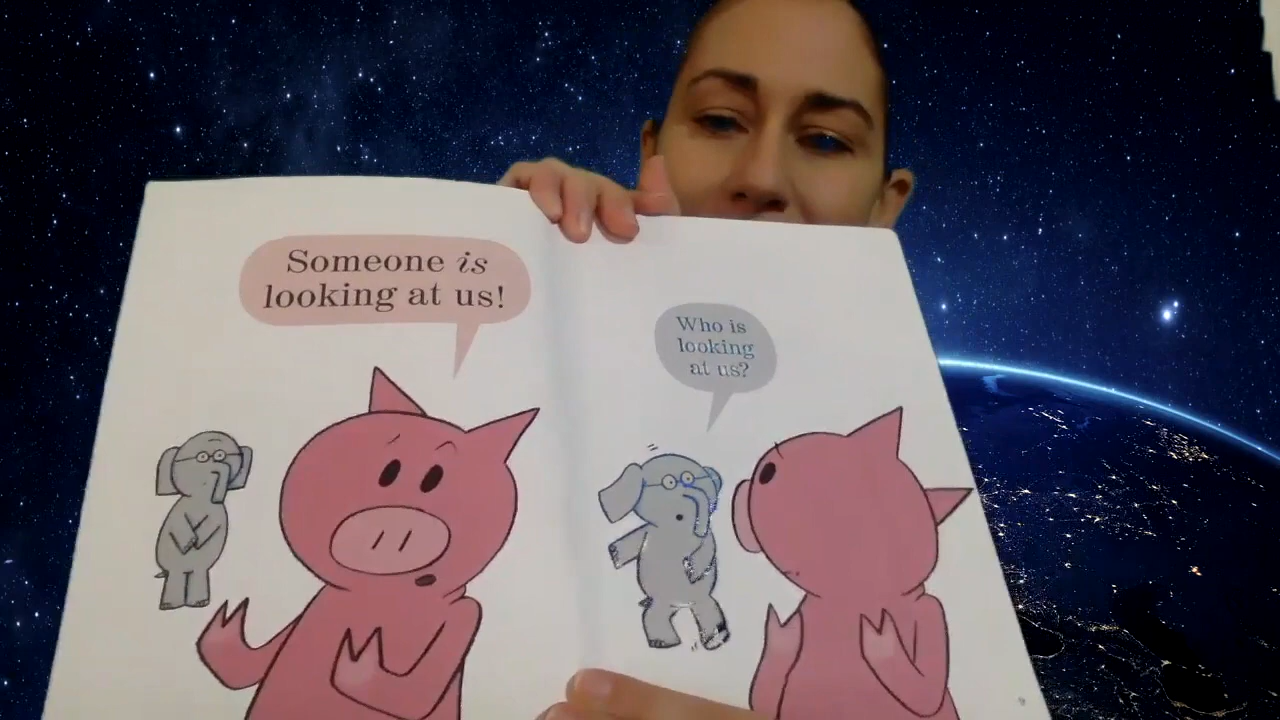 Someone is
looking at us!
Who is
looking
at us?